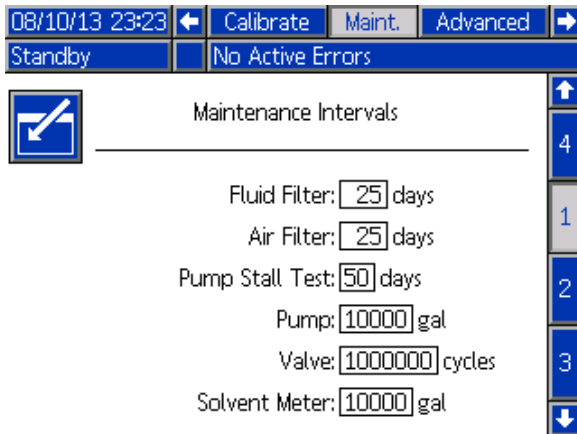 08/10/13 23:23 Calibrate Maint. Advanced
Standby No Active Errors
Maintenance Intervals
4
Fluid Filter: 25 days
1
Air Filter: 25 days
Pump Stall Test: 50 days
2
Pump: 10000 gal
Valve: 1000000 cycles
3
Solvent Meter: 10000 gal